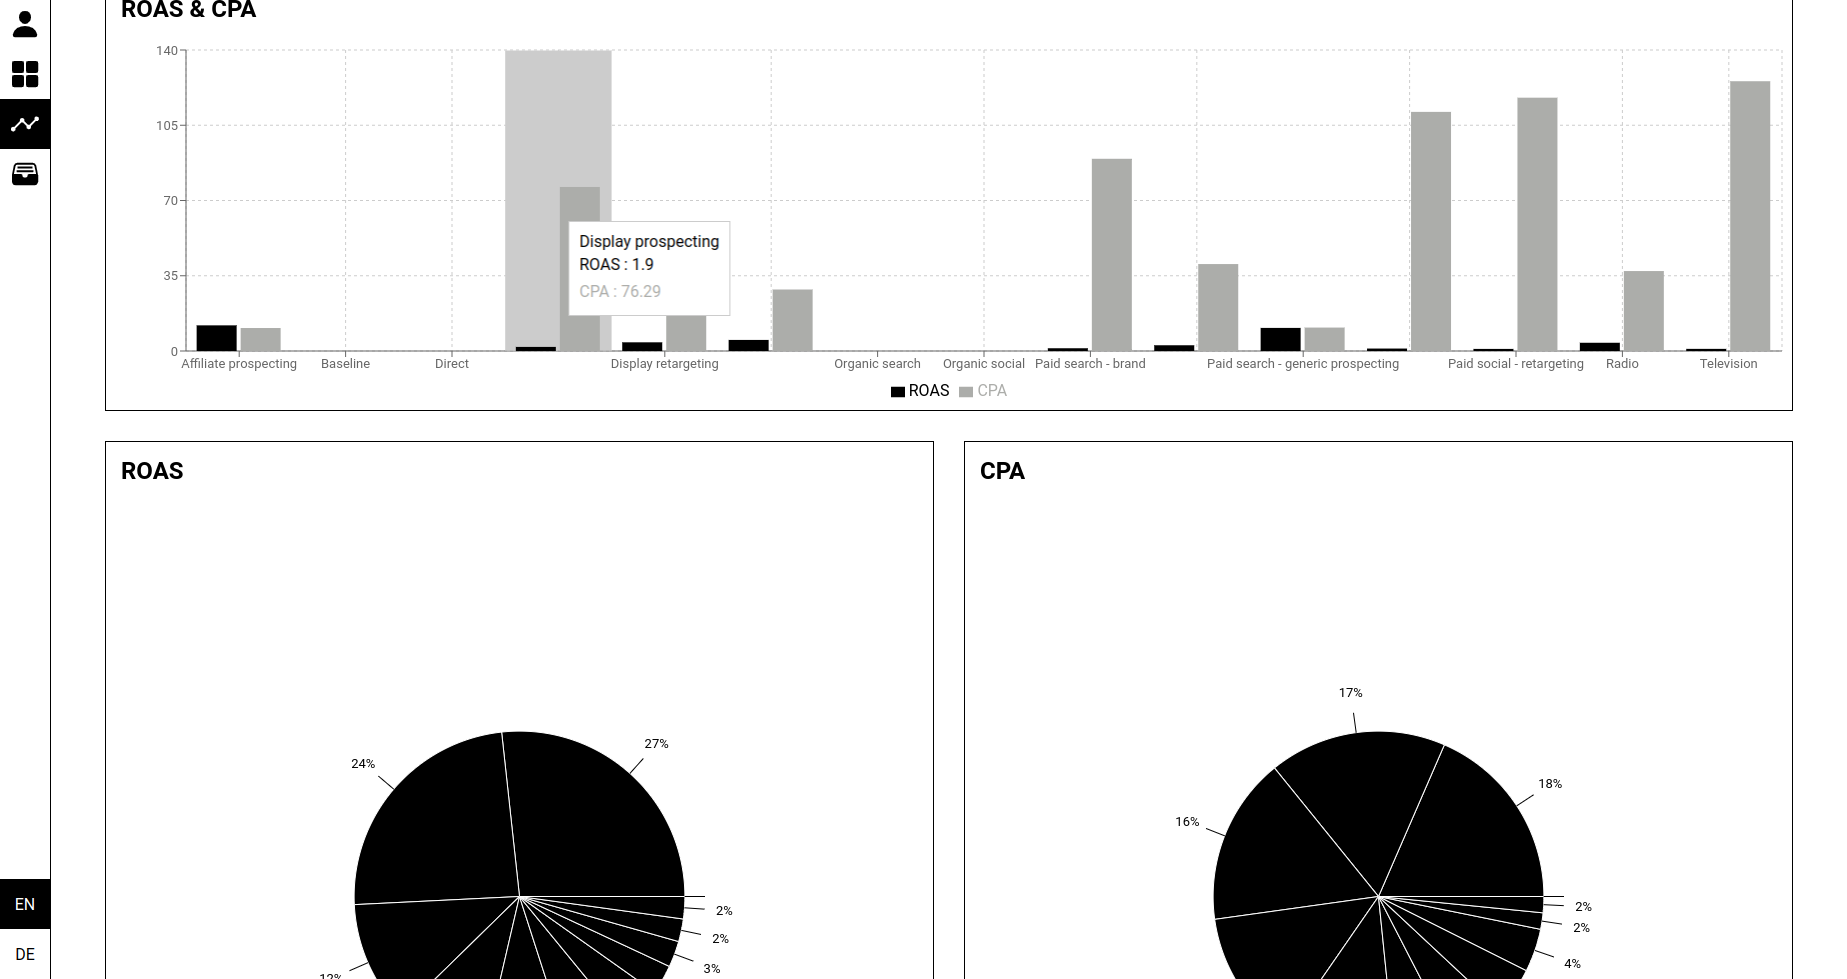 ROAS & CPA
140
105
70
35
0
Display prospecting
ROAS : 1.9
CPA : 76.29
Affiliate prospecting Baseline Direct Display retargeting Organic search Organic social Paid search - brand Paid search - generic prospecting Paid social - retargeting Radio Television
ROAS CPA
ROAS
27%
24%
2%
2%
3%
12%
CPA
17%
18%
16%
2%
2%
4%
EN
DE